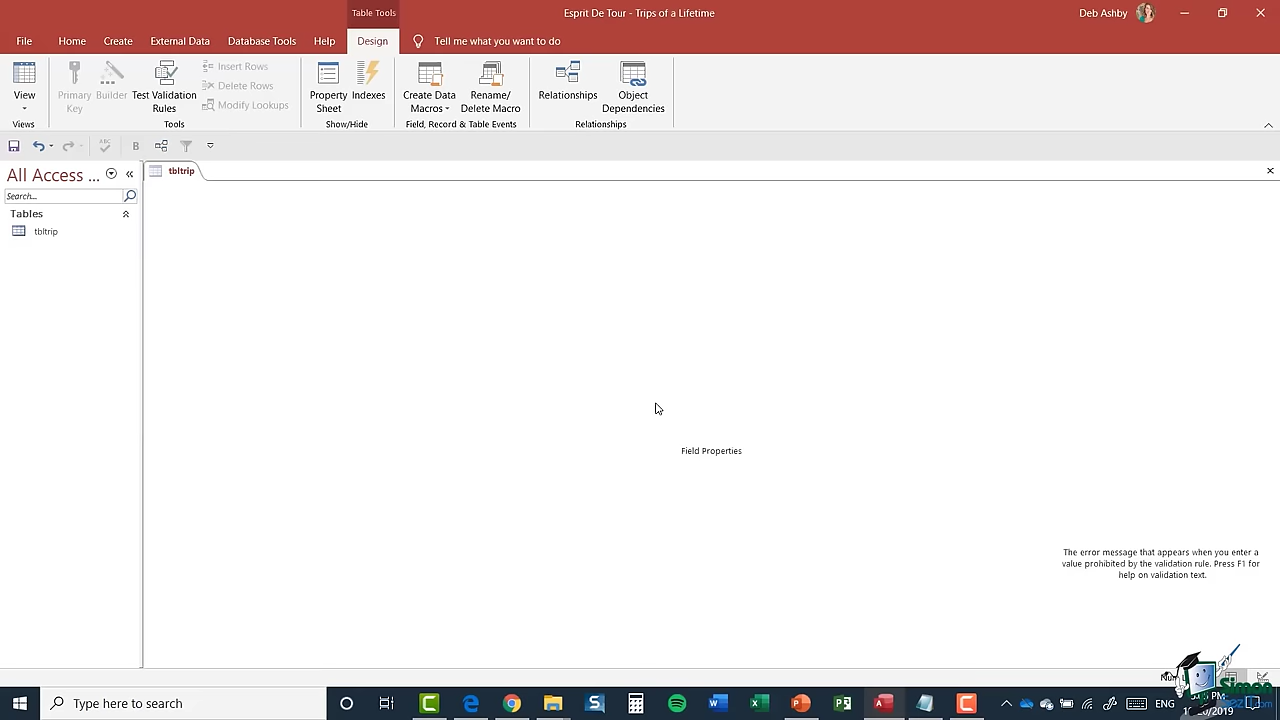 Table Tools
Esprit De Tour - Trips of a Lifetime
Deb Ashby
File Home Create External Data Database Tools Help Design Tell me what you want to do
View
Views
Primary Key
Builder
Test Validation Rules
Insert Rows
Delete Rows
Modify Lookups
Tools
Property Sheet
Indexes
Show/Hide
Create Data Macros
Rename/ Delete Macro
Field, Record & Table Events
Relationships
Object Dependencies
Relationships
ABC
B
All Access ...
tbltrip
Search...
Tables
tbltrip
Field Properties
The error message that appears when you enter a
value prohibited by the validation rule. Press F1 for
help on validation text.
Type here to search
ENG
Simon